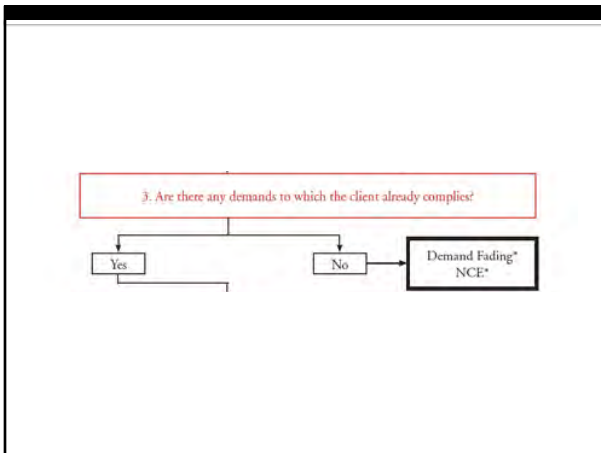 3. Are there any demands to which the client already complies?
Yes
No
Demand Fading*
NCE*